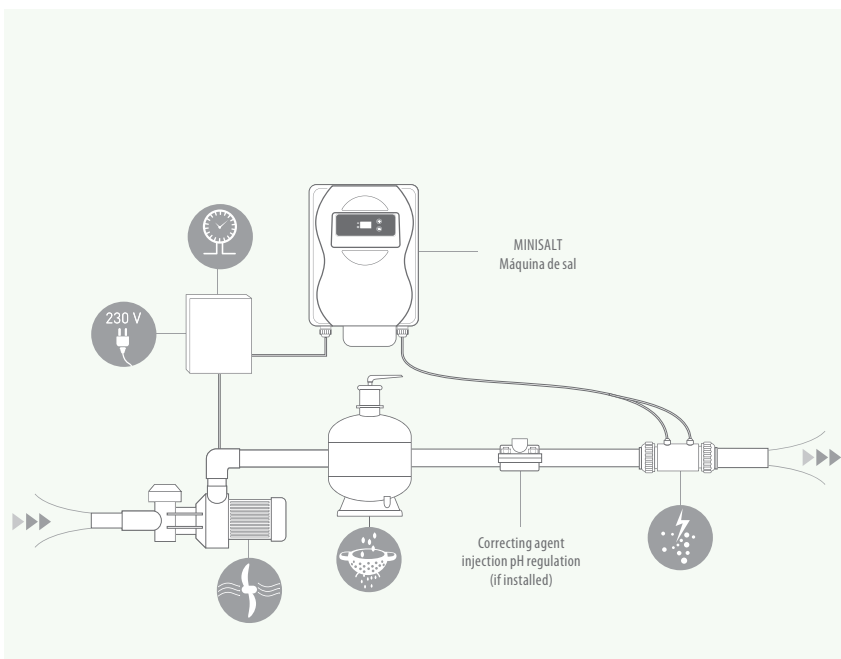 MINISALT
Máquina de sal
230 V
Correcting agent
injection pH regulation
(if installed)